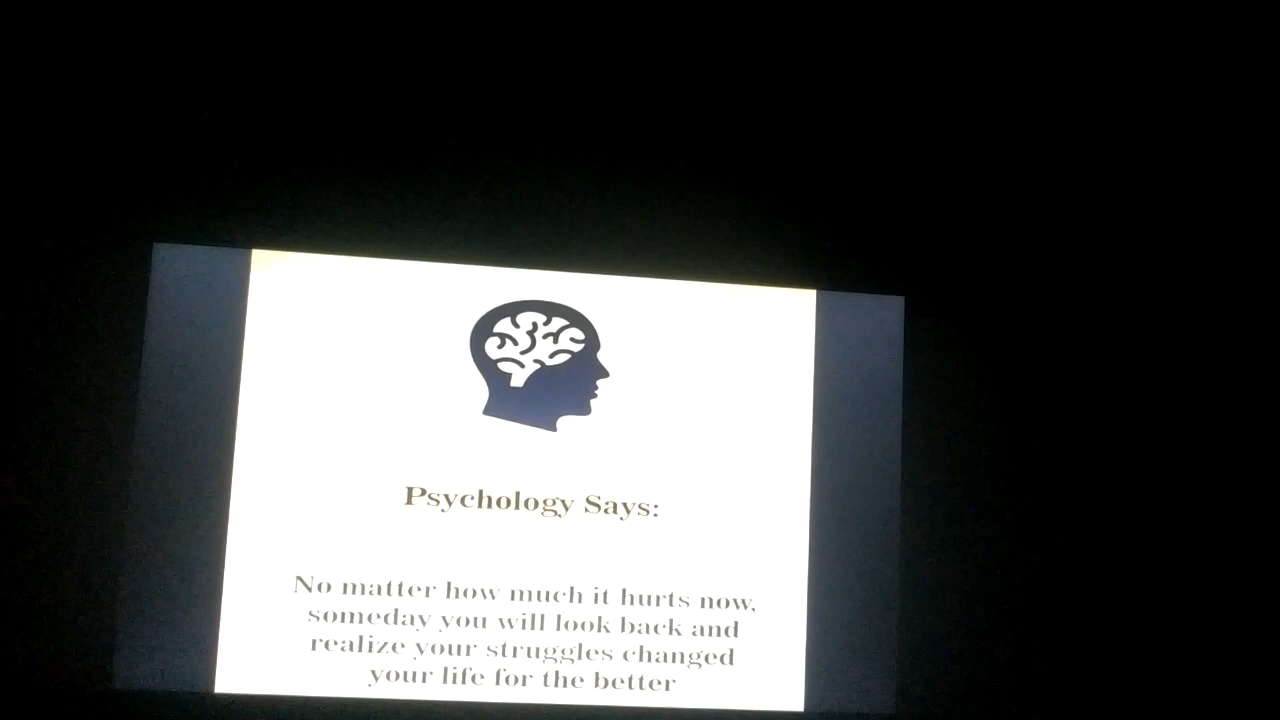 Psychology Says:
No matter how much it hurts now,
someday you will look back and
realize your struggles changed
your life for the better